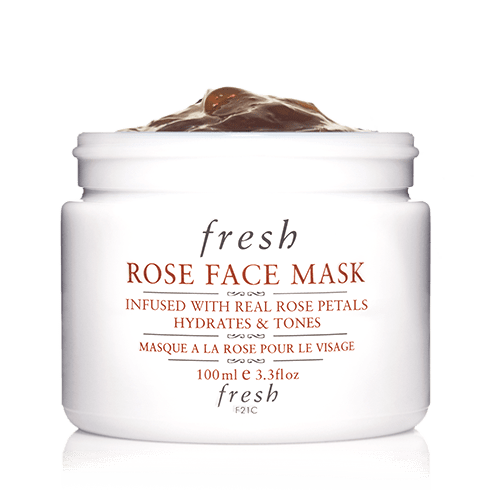 fresh
ROSE FACE MASK
INFUSED WITH REAL ROSE PETALS
HYDRATES & TONES
MASQUE A LA ROSE POUR LE VISAGE
100ml e 3.3floz
fresh
F21C